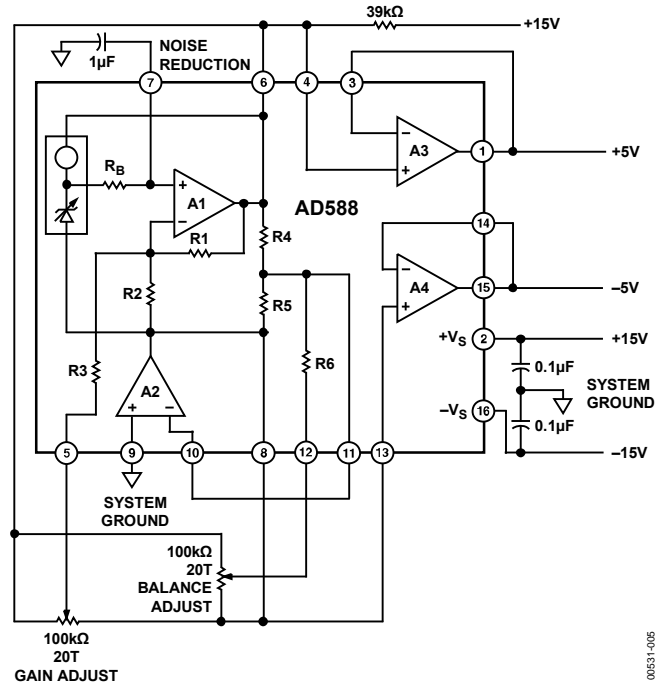 39kΩ
+15V
1µF
NOISE
REDUCTION
7
6
4
3
R_B
A1
+
–
AD588
R1
R4
R2
R5
R3
R6
A2
+
–
A3
–
+
1
+5V
14
A4
–
+
15
–5V
+V_S
2
+15V
0.1µF
SYSTEM
GROUND
0.1µF
–V_S
16
–15V
5
9
10
8
12
11
13
SYSTEM
GROUND
100kΩ
20T
BALANCE
ADJUST
100kΩ
20T
GAIN ADJUST
00531-005